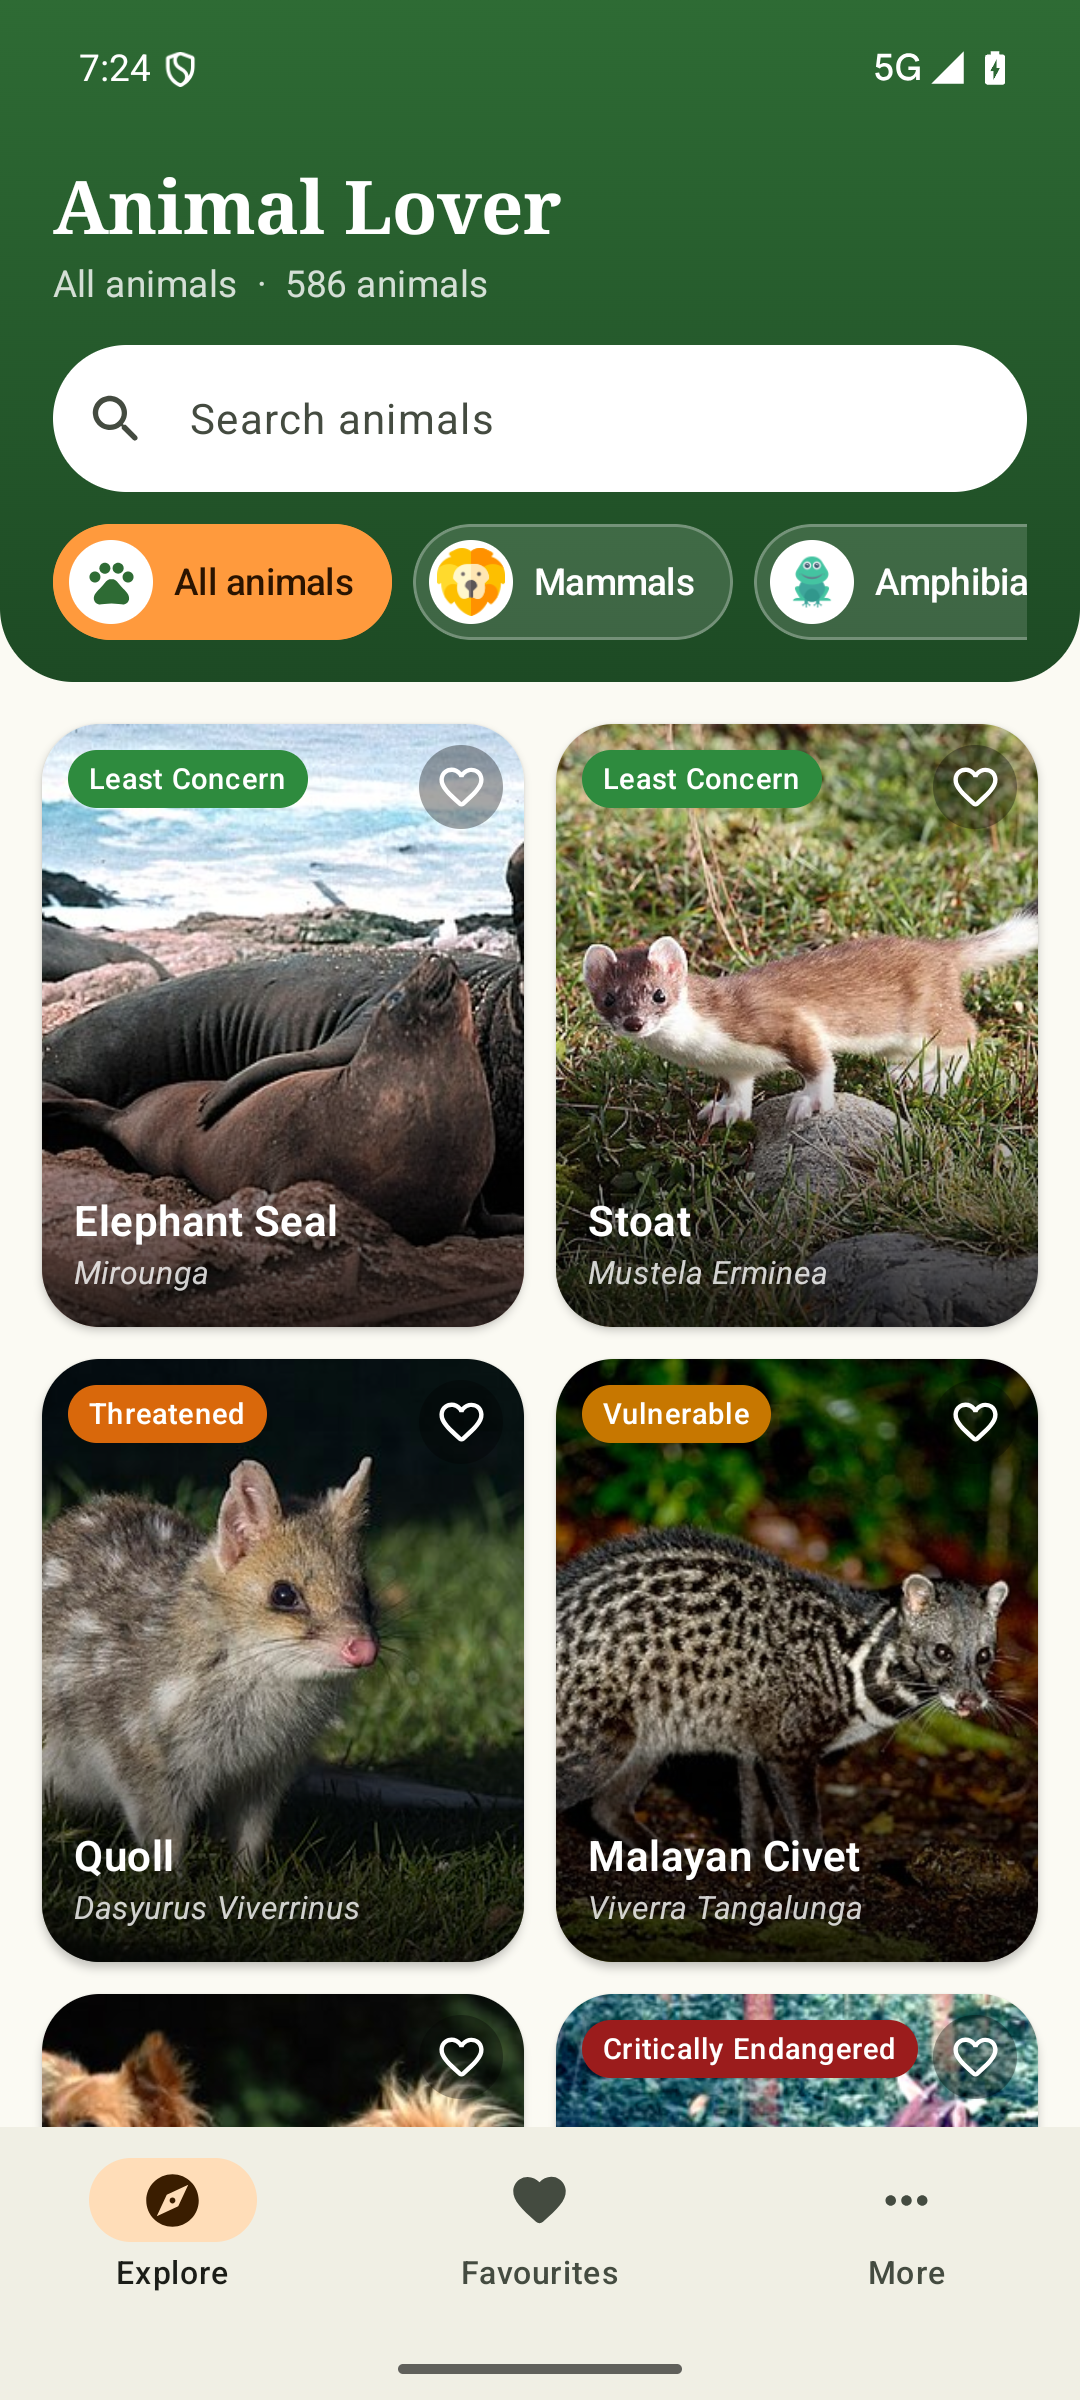 7:24
5G
Animal Lover
All animals · 586 animals
Search animals
All animals
Mammals
Amphibia
Least Concern
Least Concern
Elephant Seal
Mirounga
Stoat
Mustela Erminea
Threatened
Vulnerable
Quoll
Dasyurus Viverrinus
Malayan Civet
Viverra Tangalunga
Critically Endangered
Explore
Favourites
More